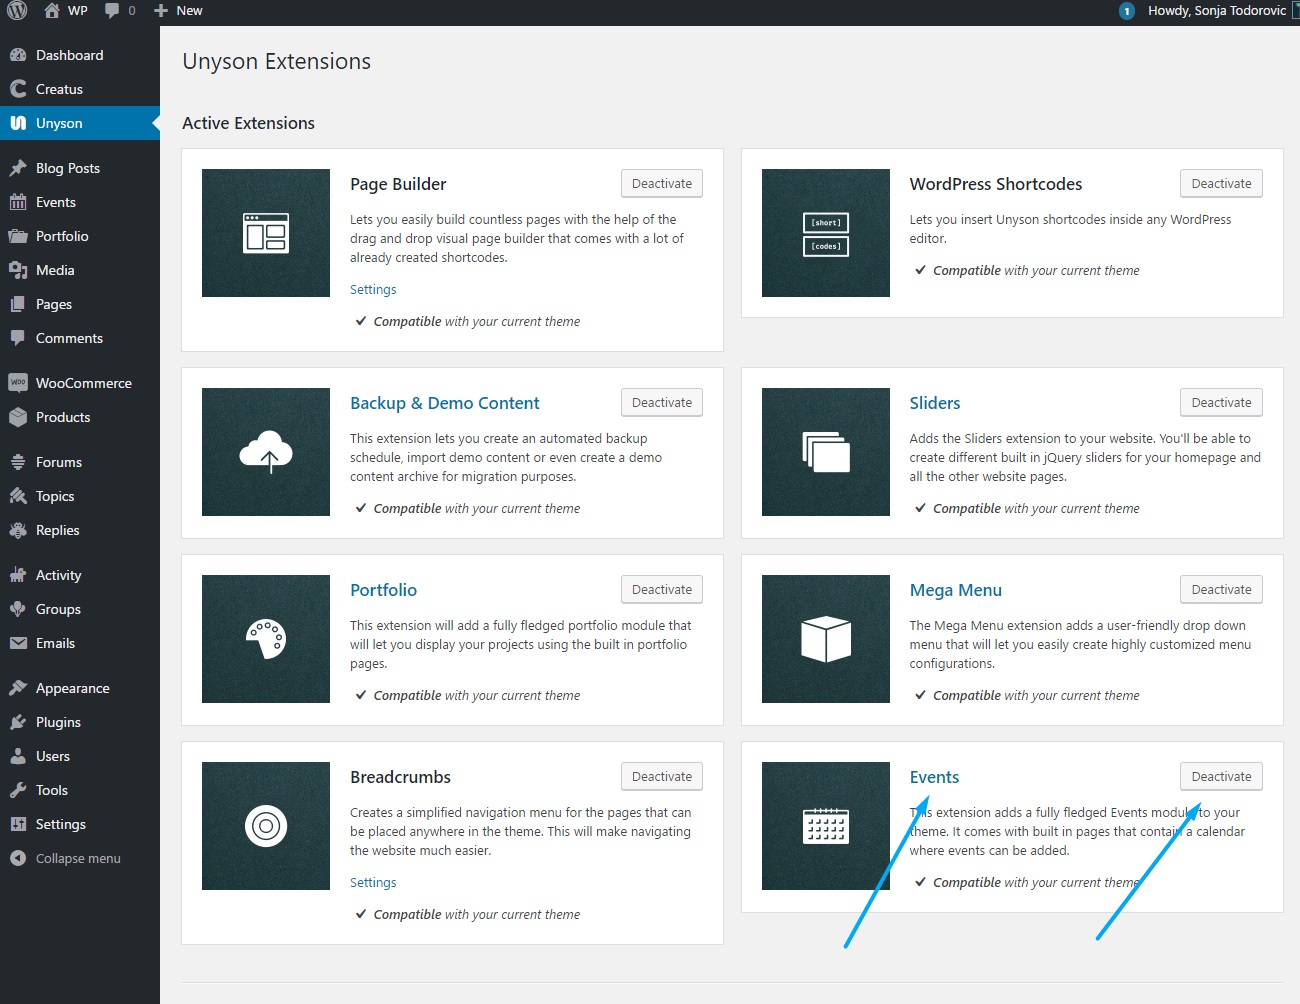 WP
0
New
1
Howdy, Sonja Todorovic
Dashboard
Creatus
Unyson
Blog Posts
Events
Portfolio
Media
Pages
Comments
Woo
WooCommerce
Products
Forums
Topics
Replies
Activity
Groups
Emails
Appearance
Plugins
Users
Tools
Settings
Collapse menu
Unyson Extensions
Active Extensions
Page Builder
Deactivate
Lets you easily build countless pages with the help of the
drag and drop visual page builder that comes with a lot of
already created shortcodes.
Settings
Compatible with your current theme
[short]
[codes]
WordPress Shortcodes
Deactivate
Lets you insert Unyson shortcodes inside any WordPress
editor.
Compatible with your current theme
Backup & Demo Content
Deactivate
This extension lets you create an automated backup
schedule, import demo content or even create a demo
content archive for migration purposes.
Compatible with your current theme
Sliders
Deactivate
Adds the Sliders extension to your website. You'll be able to
create different built in jQuery sliders for your homepage and
all the other website pages.
Compatible with your current theme
Portfolio
Deactivate
This extension will add a fully fledged portfolio module that
will let you display your projects using the built in portfolio
pages.
Compatible with your current theme
Mega Menu
Deactivate
The Mega Menu extension adds a user-friendly drop down
menu that will let you easily create highly customized menu
configurations.
Compatible with your current theme
Breadcrumbs
Deactivate
Creates a simplified navigation menu for the pages that can
be placed anywhere in the theme. This will make navigating
the website much easier.
Settings
Compatible with your current theme
Events
Deactivate
This extension adds a fully fledged Events module to your
theme. It comes with built in pages that contain a calendar
where events can be added.
Compatible with your current theme